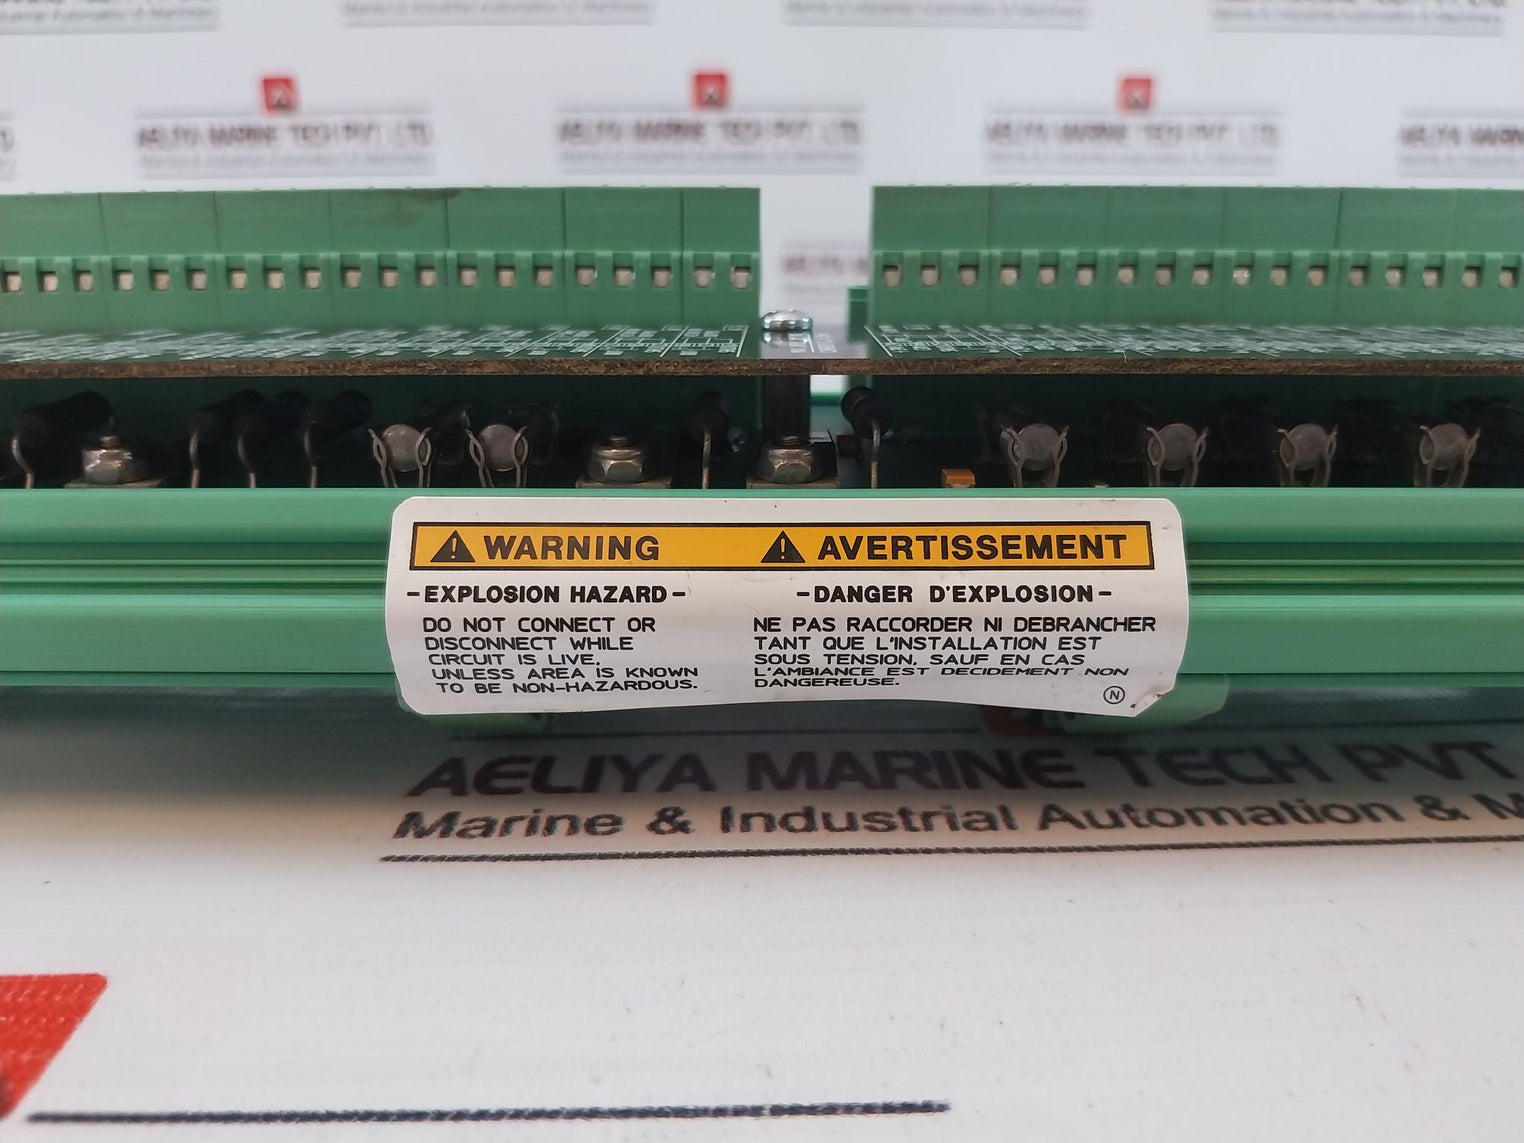 AELIYA MARINE TECH PVT. LTD
AELIYA MARINE TECH PVT. LTD
AELIYA MARINE TECH PVT. LTD
⚠ WARNING
-EXPLOSION HAZARD-
DO NOT CONNECT OR
DISCONNECT WHILE
CIRCUIT IS LIVE,
UNLESS AREA IS KNOWN
TO BE NON-HAZARDOUS.
⚠ AVERTISSEMENT
-DANGER D'EXPLOSION-
NE PAS RACCORDER NI DEBRANCHER
TANT QUE L'INSTALLATION EST
SOUS TENSION, SAUF EN CAS
L'AMBIANCE EST DECIDEMENT NON
DANGEREUSE.
N
AELIYA MARINE TECH PVT
Marine & Industrial Automation &